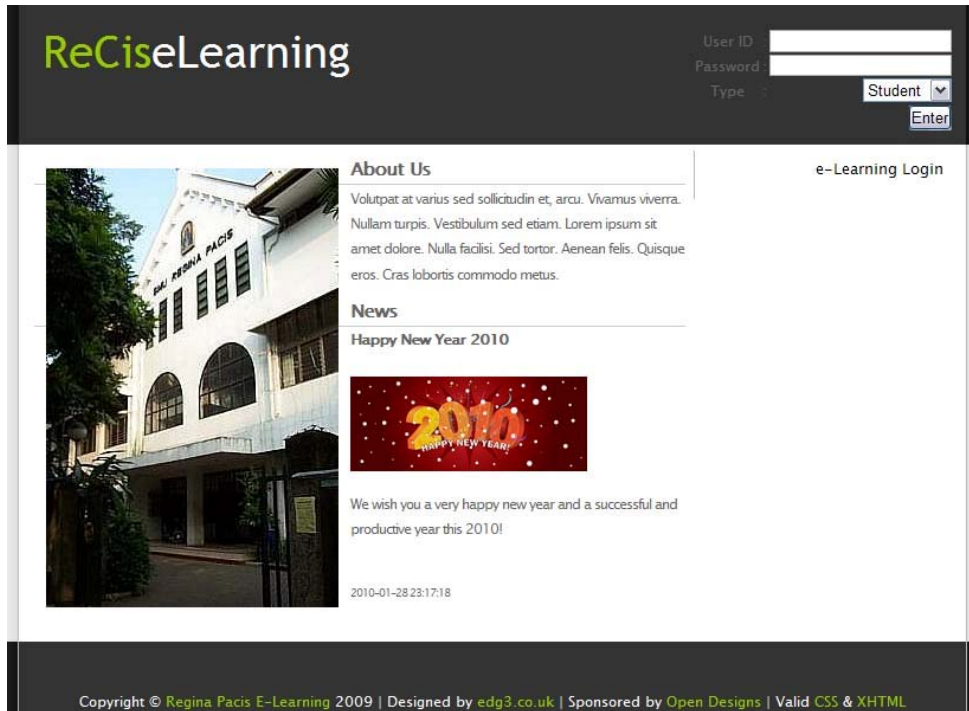 ReCiseLearning
User ID :
Password :
Type : Student
Enter
e-Learning Login
SMU REGINA PACIS
About Us
Volutpat at varius sed sollicitudin et, arcu. Vivamus viverra.
Nullam turpis. Vestibulum sed etiam. Lorem ipsum sit
amet dolore. Nulla facilisi. Sed tortor. Aenean felis. Quisque
eros. Cras lobortis commodo metus.
News
Happy New Year 2010
2010
HAPPY NEW YEAR!
We wish you a very happy new year and a successful and
productive year this 2010!
2010-01-28 23:17:18
Copyright © Regina Pacis E-Learning 2009 | Designed by edg3.co.uk | Sponsored by Open Designs | Valid CSS & XHTML